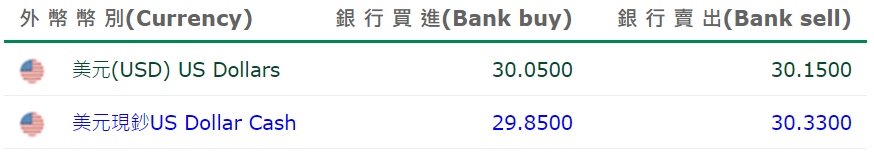 外 幣 幣 別(Currency) 銀 行 買 進(Bank buy) 銀 行 賣 出(Bank sell)
美元(USD) US Dollars 30.0500 30.1500
美元現鈔US Dollar Cash 29.8500 30.3300